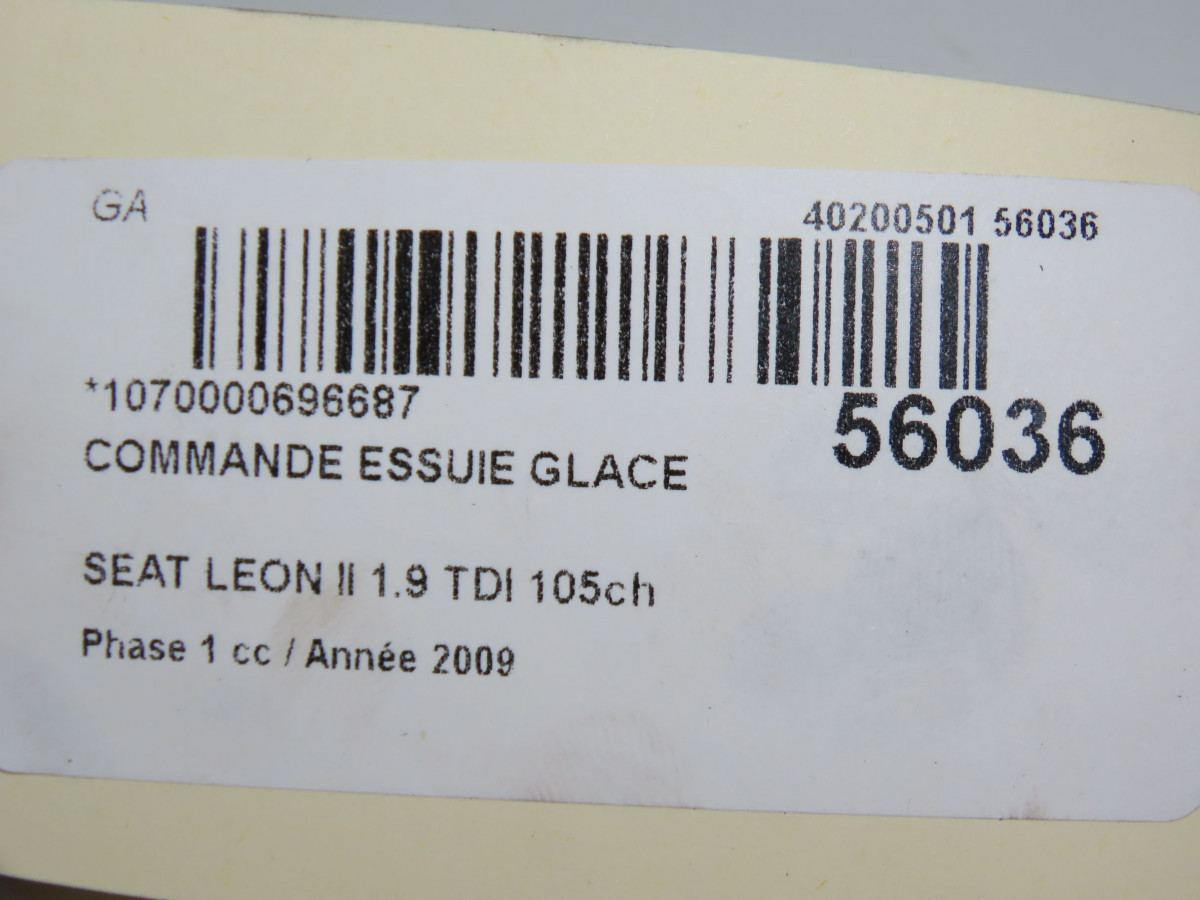 GA
40200501 56036
*1070000696687
56036
COMMANDE ESSUIE GLACE
SEAT LEON II 1.9 TDI 105ch
Phase 1 cc / Année 2009